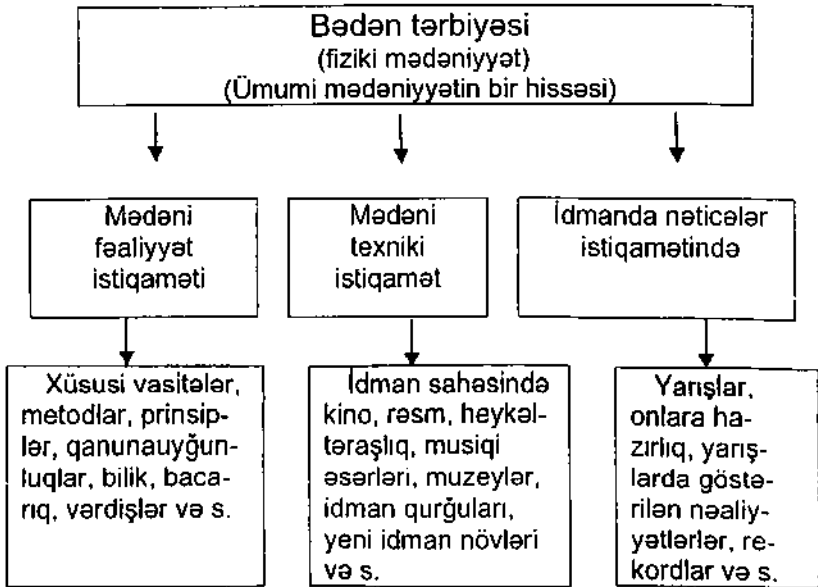 Bədən tərbiyəsi
(fiziki mədəniyyət)
(Ümumi mədəniyyətin bir hissəsi)
Mədəni
fəaliyyət
istiqaməti
Mədəni
texniki
istiqamət
İdmanda nəticələr
istiqamətində
Xüsusi vasitələr,
metodlar, prinsip-
lər, qanunauyğun-
luqlar, bilik, baca-
rıq, vərdişlər və s.
İdman sahəsində
kino, rəsm, heykəl-
təraşlıq, musiqi
əsərləri, muzeylər,
idman qurğuları,
yeni idman növləri
və s.
Yarışlar,
onlara ha-
zırlıq, yarış-
larda göstə-
rilən nəaliy-
yətlərlər, re-
kordlar və s.